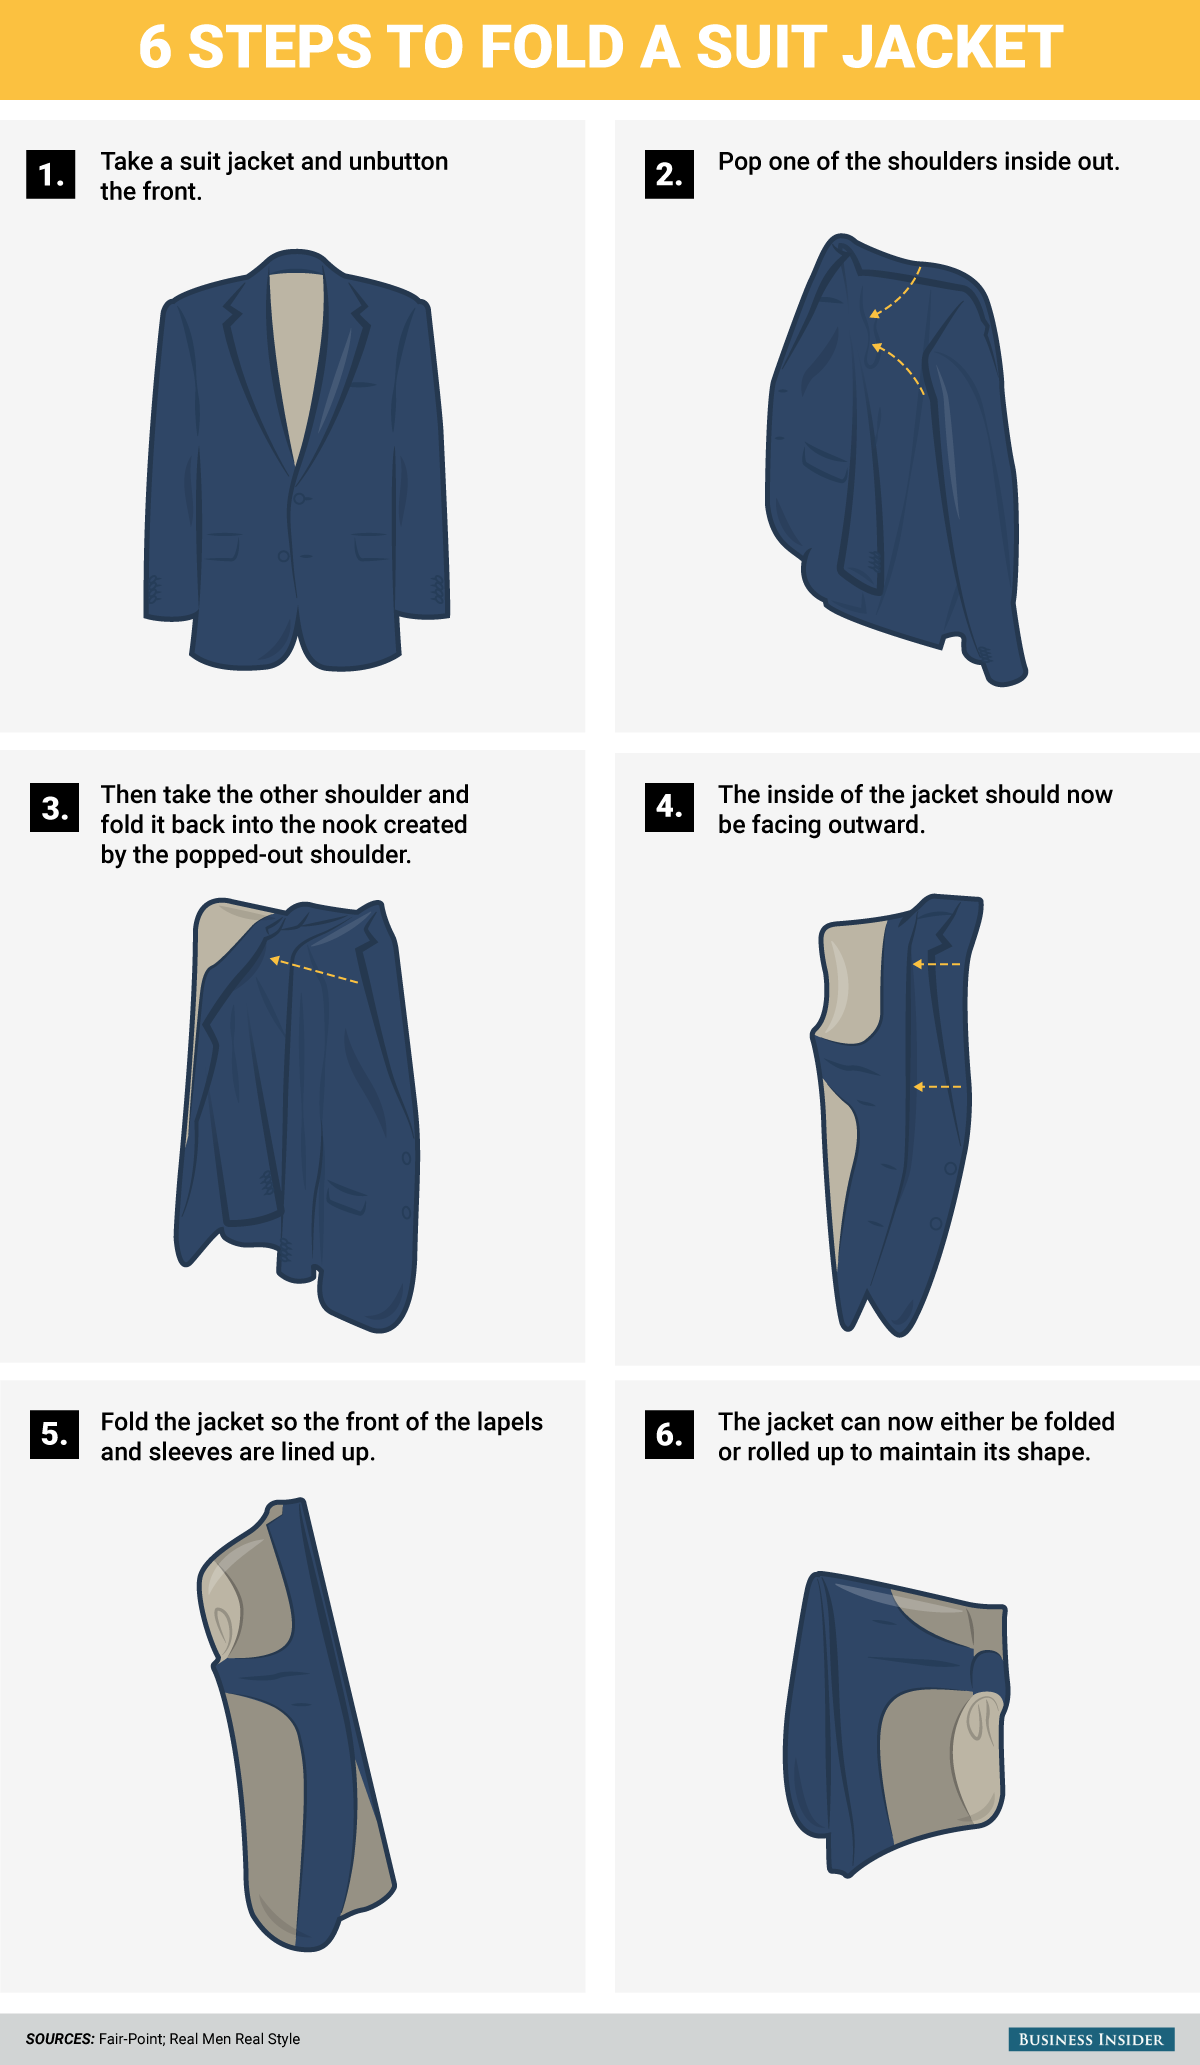 6 STEPS TO FOLD A SUIT JACKET
1.
Take a suit jacket and unbutton
the front.
2.
Pop one of the shoulders inside out.
3.
Then take the other shoulder and
fold it back into the nook created
by the popped-out shoulder.
4.
The inside of the jacket should now
be facing outward.
5.
Fold the jacket so the front of the lapels
and sleeves are lined up.
6.
The jacket can now either be folded
or rolled up to maintain its shape.
SOURCES: Fair-Point; Real Men Real Style
BUSINESS INSIDER